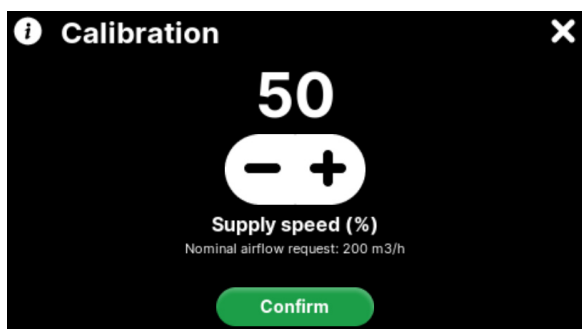 i Calibration
50
Supply speed (%)
Nominal airflow request: 200 m3/h
Confirm